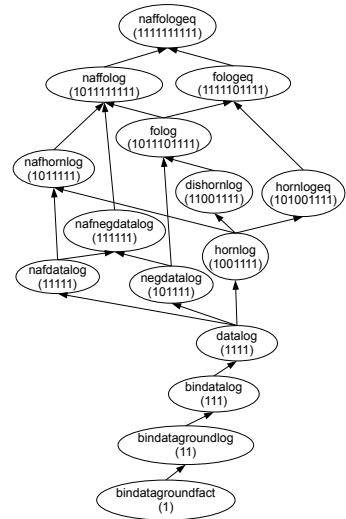 naffologeq
(1111111111)
naffolog
(1011111111)
fologeq
(1111101111)
folog
(1011101111)
nafhornlog
(1011111)
dishornlog
(11001111)
hornlogeq
(101001111)
nafnegdatalog
(111111)
hornlog
(1001111)
nafdatalog
(11111)
negdatalog
(101111)
datalog
(1111)
bindatalog
(111)
bindatagroundlog
(11)
bindatagroundfact
(1)